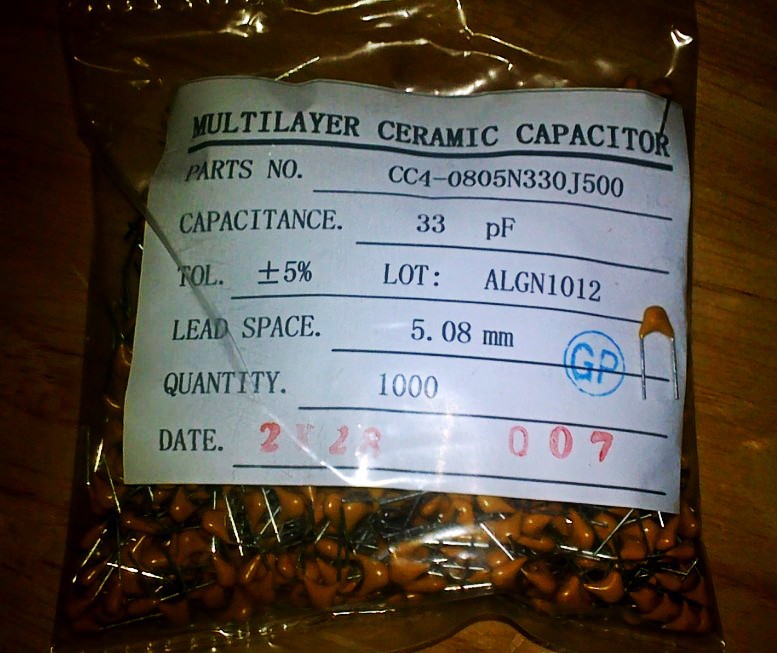 MULTILAYER CERAMIC CAPACITOR
PARTS NO. CC4-0805N330J500
CAPACITANCE. 33 pF
TOL. ±5% LOT: ALGN1012
LEAD SPACE. 5.08 mm
GP
QUANTITY. 1000
DATE. 007